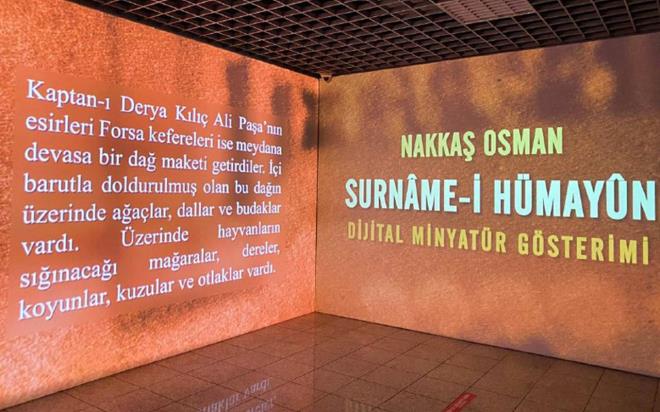 Kaptan-ı Derya Kılıç Ali Paşa'nın
esirleri Forsa kefereleri ise meydana
devasa bir dağ maketi getirdiler. İçi
barutla doldurulmuş olan bu dağın
üzerinde ağaçlar, dallar ve budaklar
vardı. Üzerinde hayvanların
sığınacağı mağaralar, dereler,
koyunlar, kuzular ve otlaklar vardı.
NAKKAŞ OSMAN
SURNÂME-İ HÜMAYÛN
DİJİTAL MİNYATÜR GÖSTERİMİ